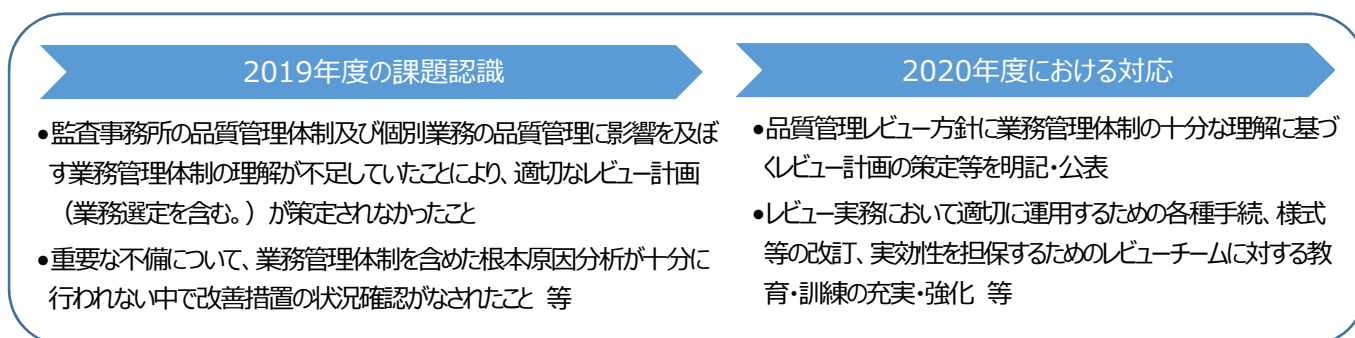 2019年度の課題認識
•監査事務所の品質管理体制及び個別業務の品質管理に影響を及ぼ
す業務管理体制の理解が不足していたことにより、適切なレビュー計画
（業務選定を含む。）が策定されなかったこと
•重要な不備について、業務管理体制を含めた根本原因分析が十分に
行われない中で改善措置の状況確認がなされたこと 等
2020年度における対応
•品質管理レビュー方針に業務管理体制の十分な理解に基づ
くレビュー計画の策定等を明記・公表
•レビュー実務において適切に運用するための各種手続、様式
等の改訂、実効性を担保するためのレビューチームに対する教
育・訓練の充実・強化 等